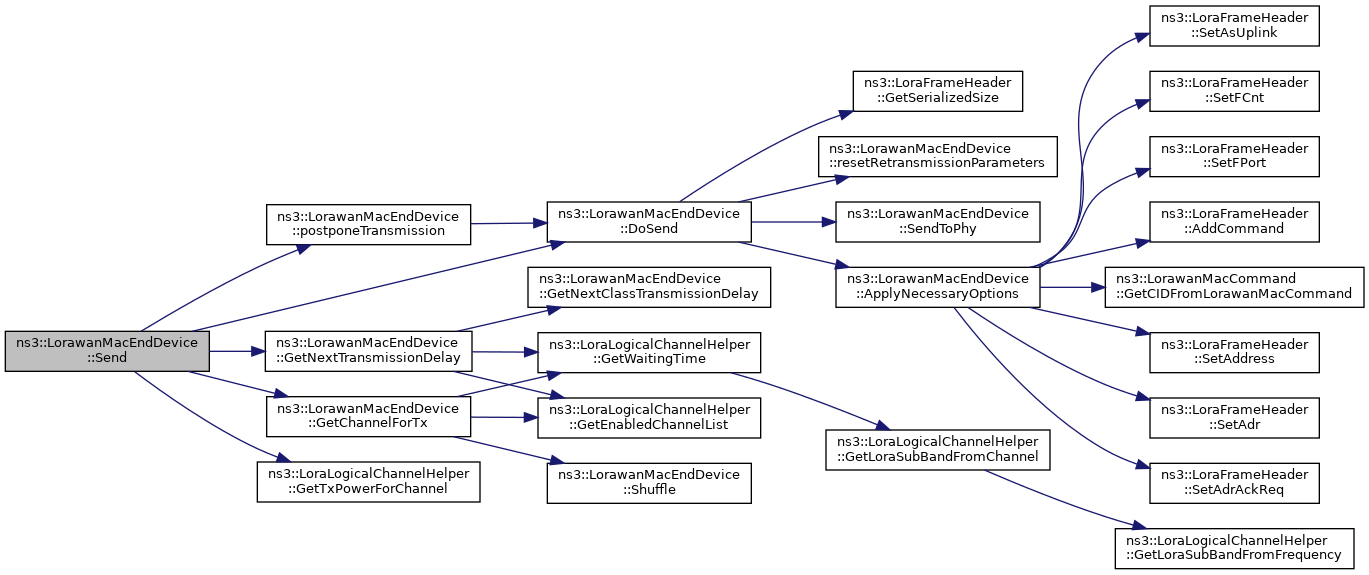 ns3::LoraFrameHeader
::SetAsUplink
ns3::LoraFrameHeader
::GetSerializedSize
ns3::LoraFrameHeader
::SetFCnt
ns3::LorawanMacEndDevice
::resetRetransmissionParameters
ns3::LoraFrameHeader
::SetFPort
ns3::LorawanMacEndDevice
::postponeTransmission
ns3::LorawanMacEndDevice
::DoSend
ns3::LorawanMacEndDevice
::SendToPhy
ns3::LoraFrameHeader
::AddCommand
ns3::LorawanMacEndDevice
::GetNextClassTransmissionDelay
ns3::LorawanMacEndDevice
::ApplyNecessaryOptions
ns3::LorawanMacCommand
::GetCIDFromLorawanMacCommand
ns3::LorawanMacEndDevice
::Send
ns3::LorawanMacEndDevice
::GetNextTransmissionDelay
ns3::LoraLogicalChannelHelper
::GetWaitingTime
ns3::LoraFrameHeader
::SetAddress
ns3::LorawanMacEndDevice
::GetChannelForTx
ns3::LoraLogicalChannelHelper
::GetEnabledChannelList
ns3::LoraFrameHeader
::SetAdr
ns3::LoraLogicalChannelHelper
::GetLoraSubBandFromChannel
ns3::LoraLogicalChannelHelper
::GetTxPowerForChannel
ns3::LorawanMacEndDevice
::Shuffle
ns3::LoraFrameHeader
::SetAdrAckReq
ns3::LoraLogicalChannelHelper
::GetLoraSubBandFromFrequency